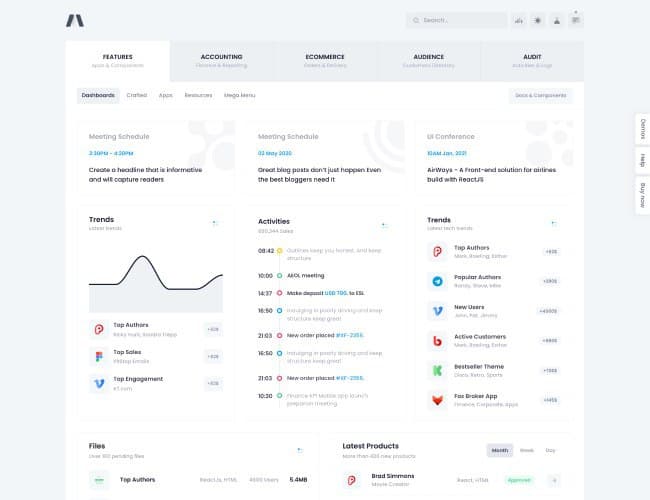 Search...
FEATURES
Apps & Components
ACCOUNTING
Finance & Reporting
ECOMMERCE
Orders & Delivery
AUDIENCE
Customers Directory
AUDIT
Activities & Logs
Dashboards Crafted Apps Resources Mega Menu
Docs & Components
Demos
Help
Buy now
Meeting Schedule
3:30PM - 4:20PM
Create a headline that is informative
and will capture readers
Meeting Schedule
03 May 2020
Great blog posts don't just happen Even
the best bloggers need it
UI Conference
10AM Jan, 2021
AirWays - A Front-end solution for airlines
build with ReactJS
Trends
Latest trends
Top Authors
Ricky Hunt, Sandra Trepp
+82$
Top Sales
PitStop Emails
+82$
Top Engagement
KT.com
Activities
890,344 Sales
08:42 Outlines keep you honest. And keep
structure
10:00 AEOL meeting
14:37 Make deposit USD 700. to ESL
16:50 Indulging in poorly driving and keep
structure keep great
21:03 New order placed #XF-2356.
16:50 Indulging in poorly driving and keep
structure keep great
21:03 New order placed #XF-2356.
10:30 Finance KPI Mobile app launch
preparion meeting
Trends
Latest tech trends
Top Authors
Mark, Rowling, Esther
+82$
Popular Authors
Randy, Steve, Mike
+280$
New Users
John, Pat, Jimmy
+4500$
Active Customers
Mark, Rowling, Esther
Bestseller Theme
Disco, Retro, Sports
Fox Broker App
Finance, Corporate, Apps
Files
Over 100 pending files
Top Authors
ReactJs, HTML
4600 Users
5.4MB
Latest Products
More than 400 new products
Month Week Day
Brad Simmons
Movie Creator
React, HTML
Approved